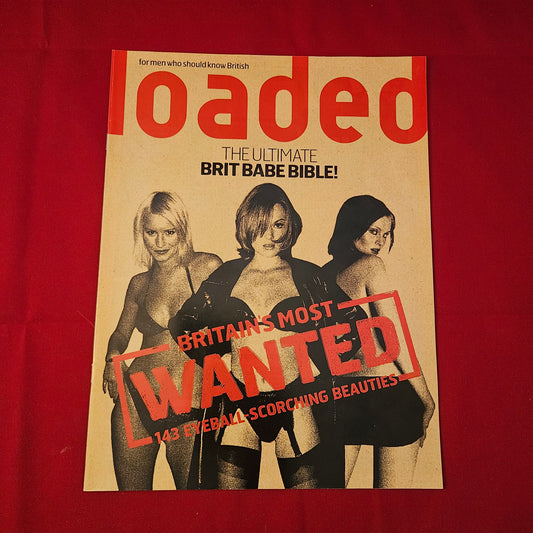 for men who should know British
loaded
THE ULTIMATE
BRIT BABE BIBLE!
BRITAIN'S MOST
WANTED
143 EYEBALL-SCORCHING BEAUTIES